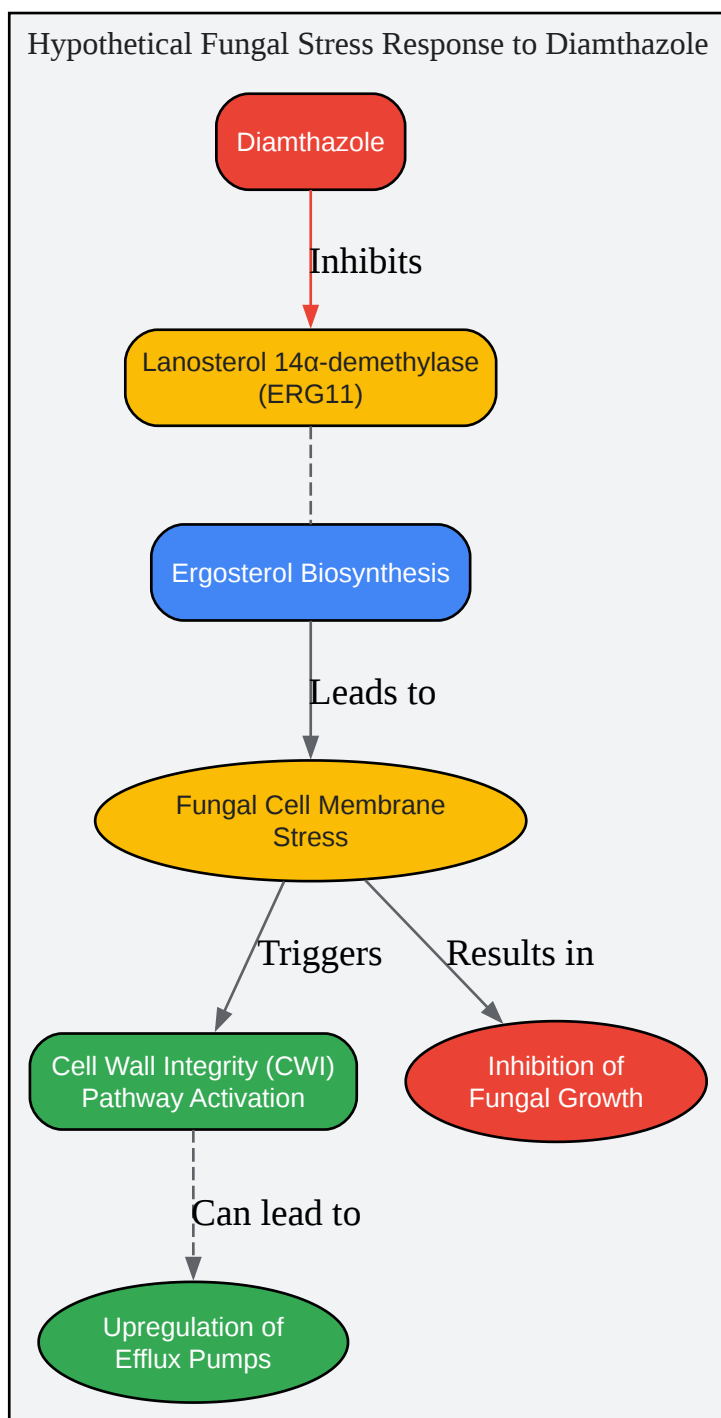 Hypothetical Fungal Stress Response to Diamthazole
Diamthazole
Inhibits
Lanosterol 14α-demethylase
(ERG11)
Ergosterol Biosynthesis
Leads to
Fungal Cell Membrane
Stress
Triggers
Results in
Cell Wall Integrity (CWI)
Pathway Activation
Inhibition of
Fungal Growth
Can lead to
Upregulation of
Efflux Pumps